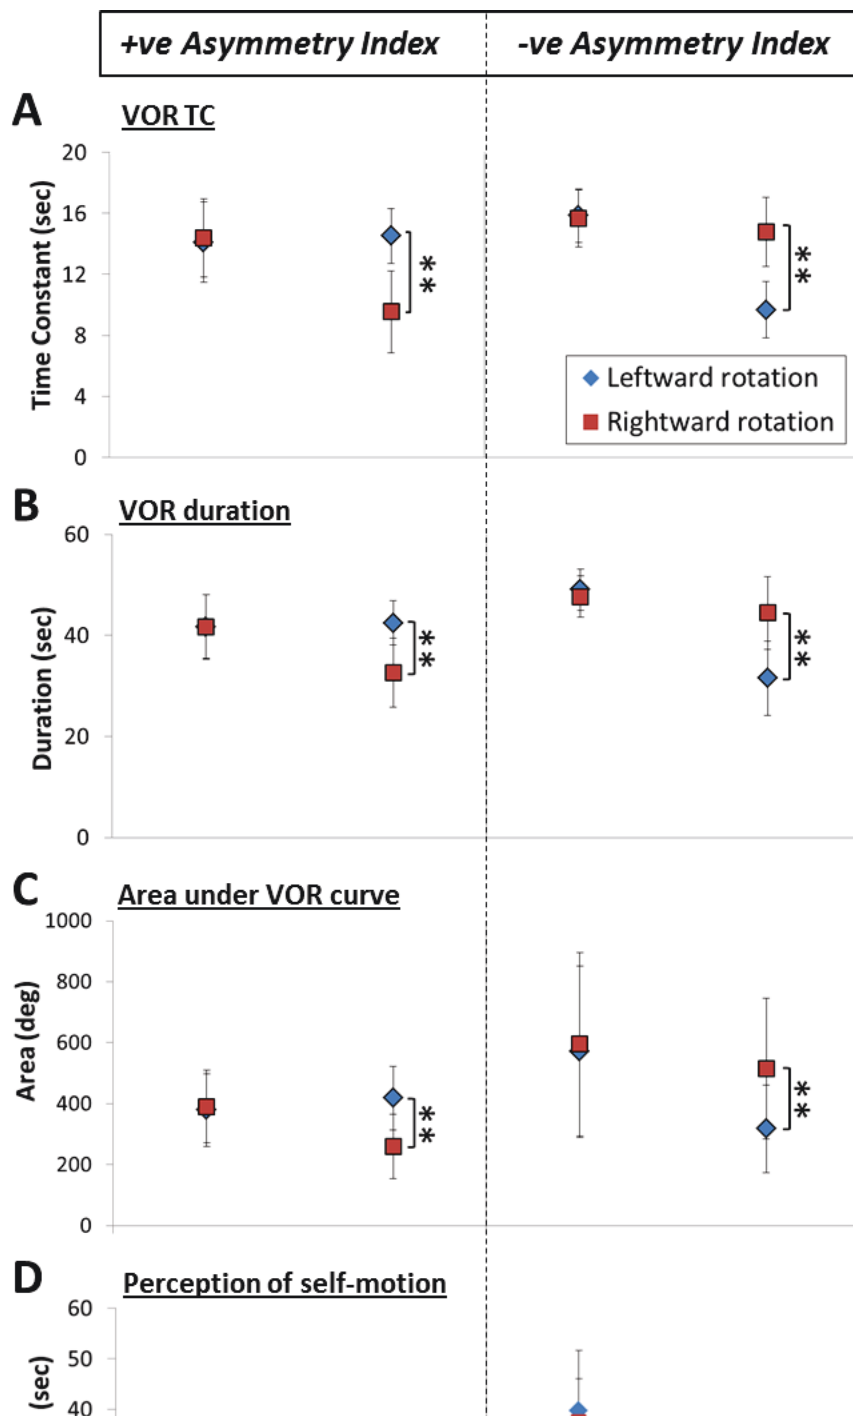 +ve Asymmetry Index
-ve Asymmetry Index
A
VOR TC
Time Constant (sec)
20
16
12
8
4
0
**
**
Leftward rotation
Rightward rotation
B
VOR duration
Duration (sec)
60
40
20
0
**
**
C
Area under VOR curve
Area (deg)
1000
800
600
400
200
0
**
**
D
Perception of self-motion
(sec)
60
50
40